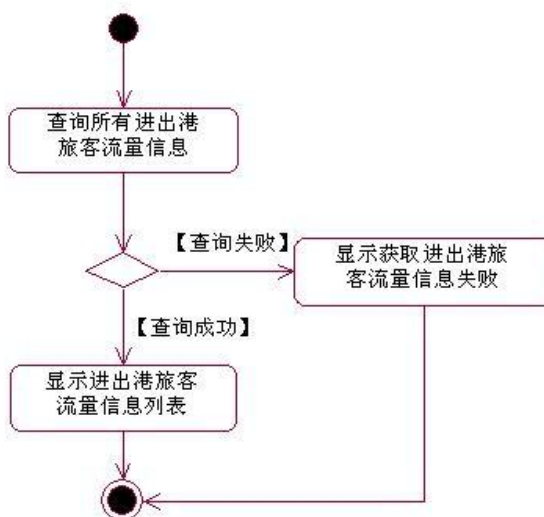 查询所有进出港
旅客流量信息
【查询失败】
显示获取进出港旅
客流量信息失败
【查询成功】
显示进出港旅客
流量信息列表